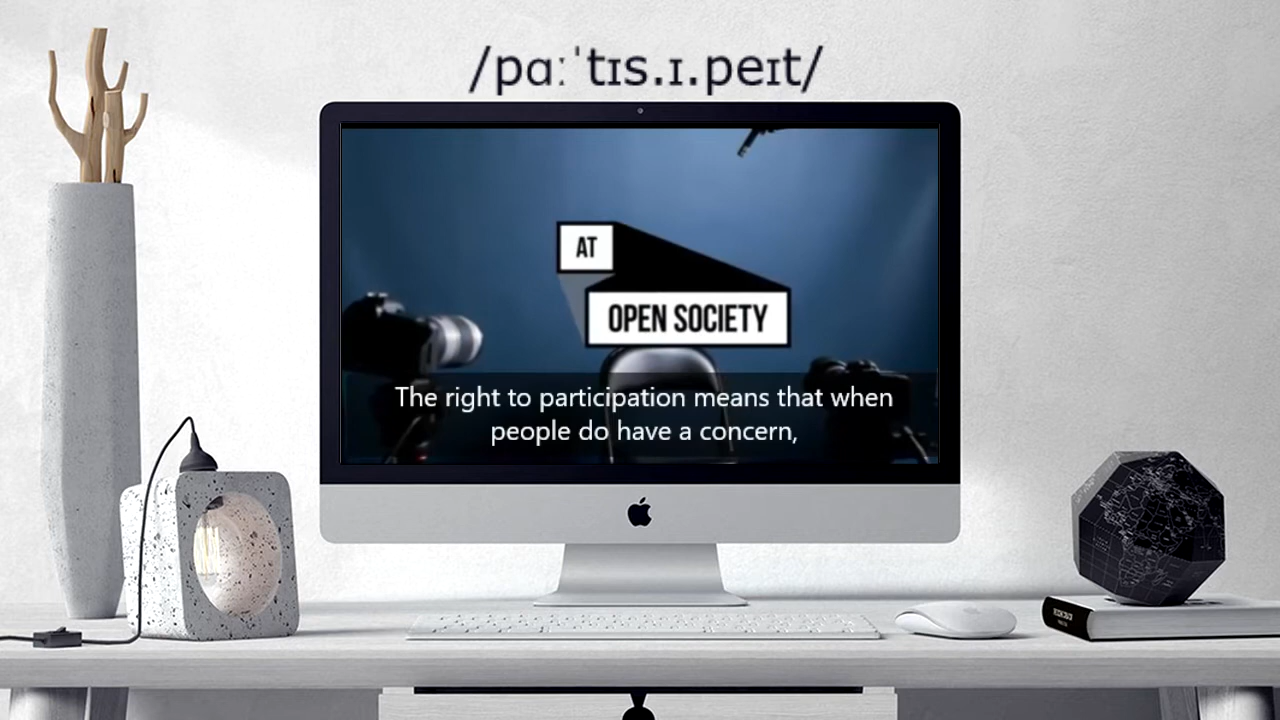 /pɑːˈtɪs.ɪ.peɪt/
AT
OPEN SOCIETY
The right to participation means that when
people do have a concern,